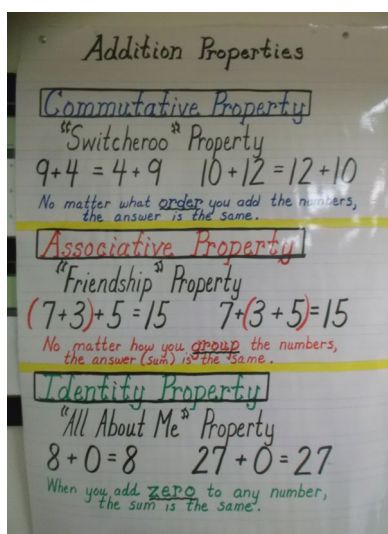 Addition Properties
Commutative Property
"Switcheroo" Property
9+4 = 4+9 10+12 = 12+10
No matter what order you add the numbers,
the answer is the same.
Associative Property
"Friendship" Property
(7+3)+5 = 15 7+(3+5)=15
No matter how you group the numbers,
the answer (sum) is the same.
Identity Property
"All About Me" Property
8+0=8 27+0=27
When you add zero to any number,
the sum is the same.